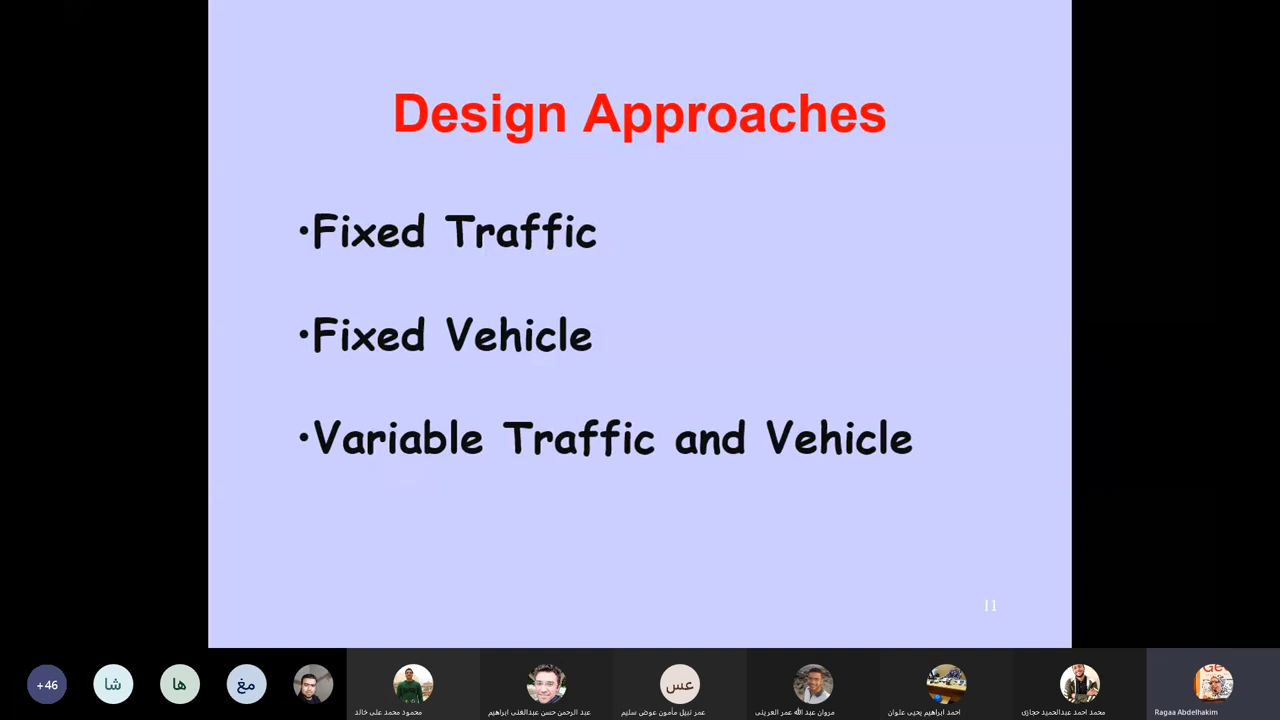 Design Approaches
•Fixed Traffic
•Fixed Vehicle
•Variable Traffic and Vehicle
11
+46
شا
ها
مغ
عس
محمود محمد على خالد
عبد الرحمن حسن عبدالغنى ابراهيم
عمر نبيل مأمون عوض سليم
مروان عبد الله عمر العرينى
احمد ابراهيم يحيى علوان
محمد احمد عبدالحميد حجازى
Ragaa Abdelhakim